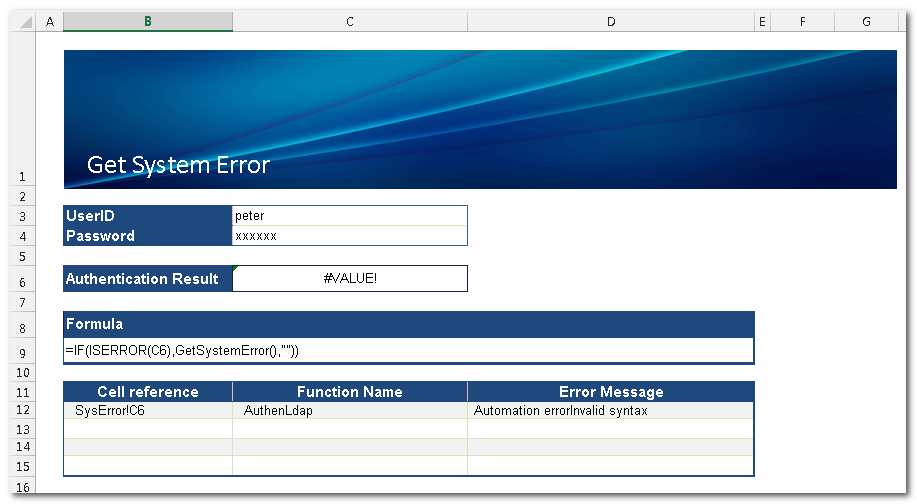 A B C D E F G
1 Get System Error
2
3 UserID peter
4 Password xxxxxx
5
6 Authentication Result #VALUE!
7
8 Formula
9 =IF(ISERROR(C6),GetSystemError(),""))
10
11 Cell reference Function Name Error Message
12 SysError!C6 AuthenLdap Automation errorInvalid syntax
13
14
15
16